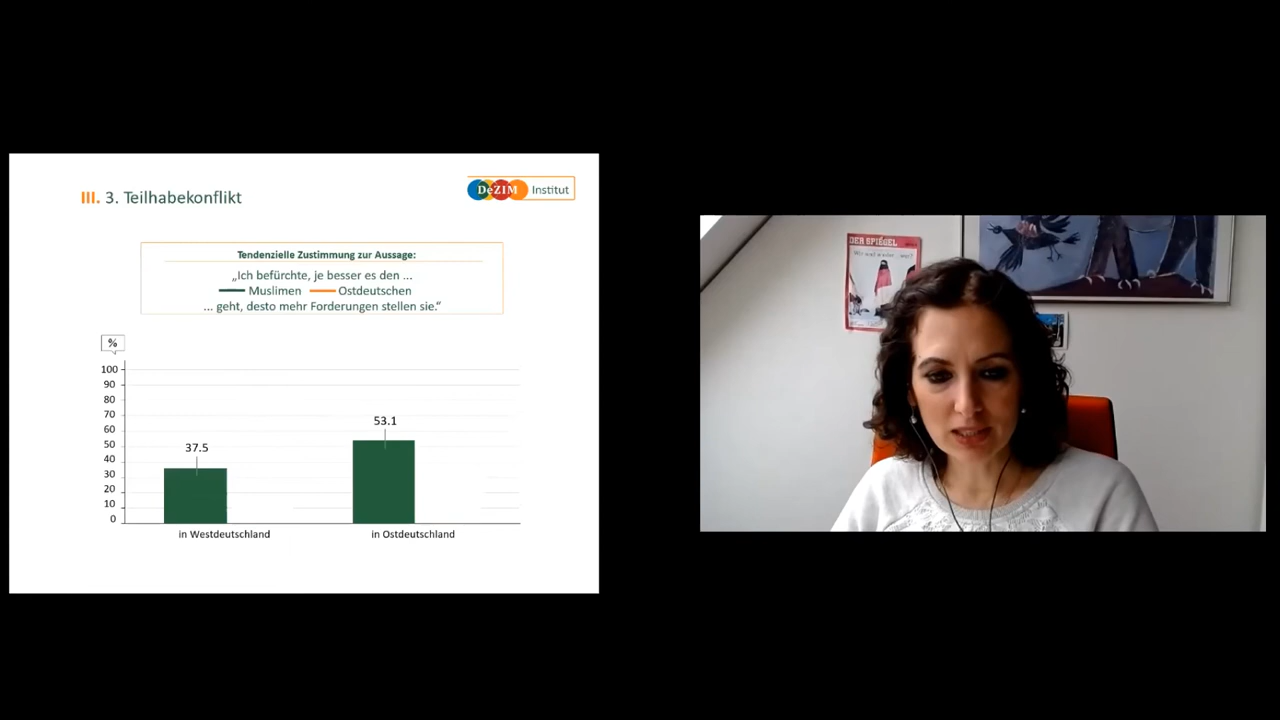 III. 3. Teilhabekonflikt
DeZIM Institut
Tendenzielle Zustimmung zur Aussage:
„Ich befürchte, je besser es den ...
Muslimen Ostdeutschen
... geht, desto mehr Forderungen stellen sie.“
%
100
90
80
70
60
50
40
30
20
10
0
37.5
53.1
in Westdeutschland
in Ostdeutschland
DER SPIEGEL